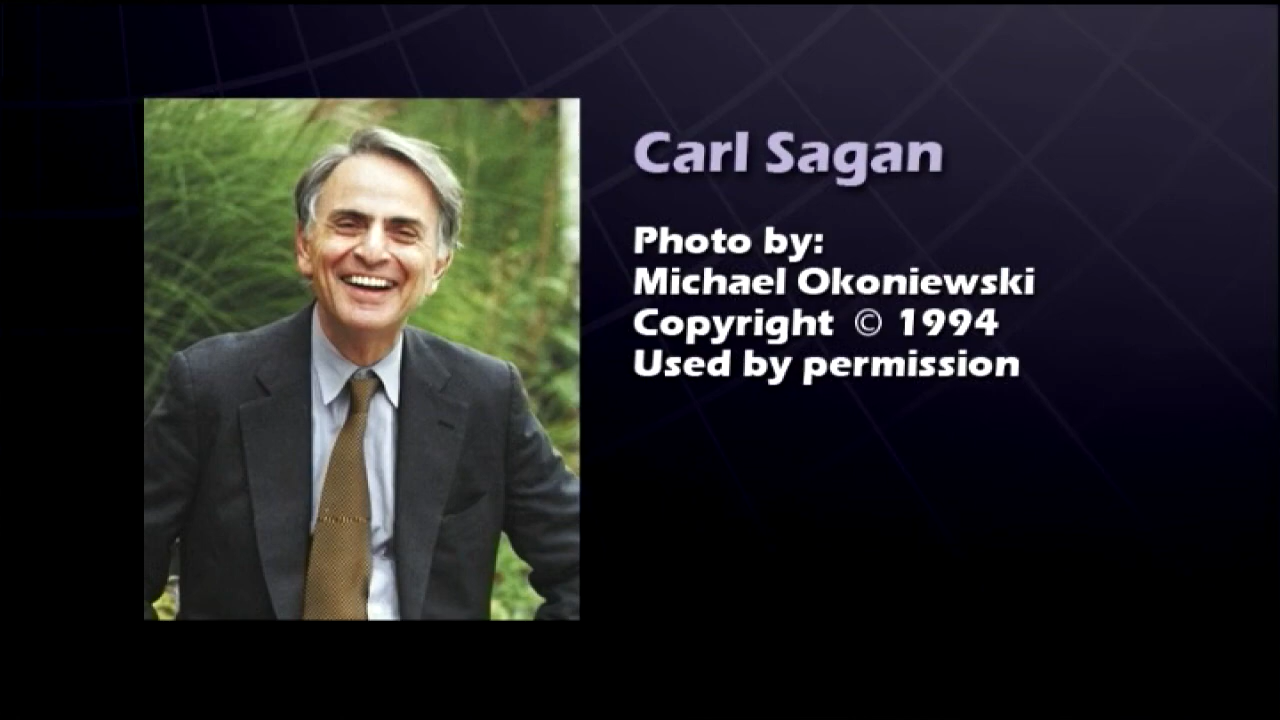 Carl Sagan
Photo by:
Michael Okoniewski
Copyright © 1994
Used by permission